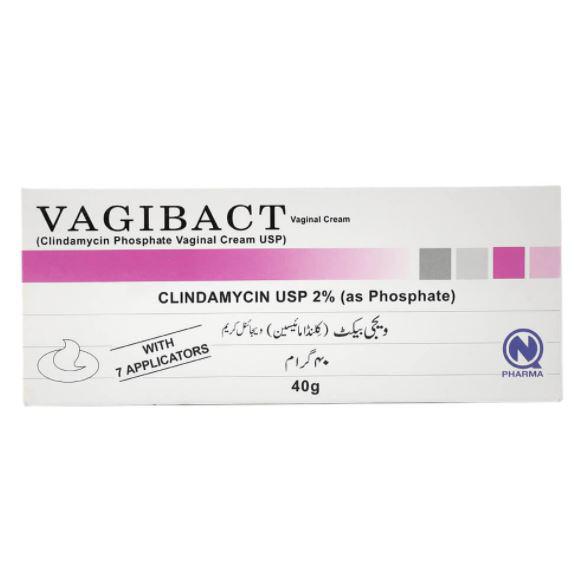 VAGIBACT Vaginal Cream
(Clindamycin Phosphate Vaginal Cream USP)
CLINDAMYCIN USP 2% (as Phosphate)
ویجی بیکٹ (کلنڈامائیسین) ویجائنل کریم
WITH
7 APPLICATORS
۴۰ گرام
40g
N
PHARMA